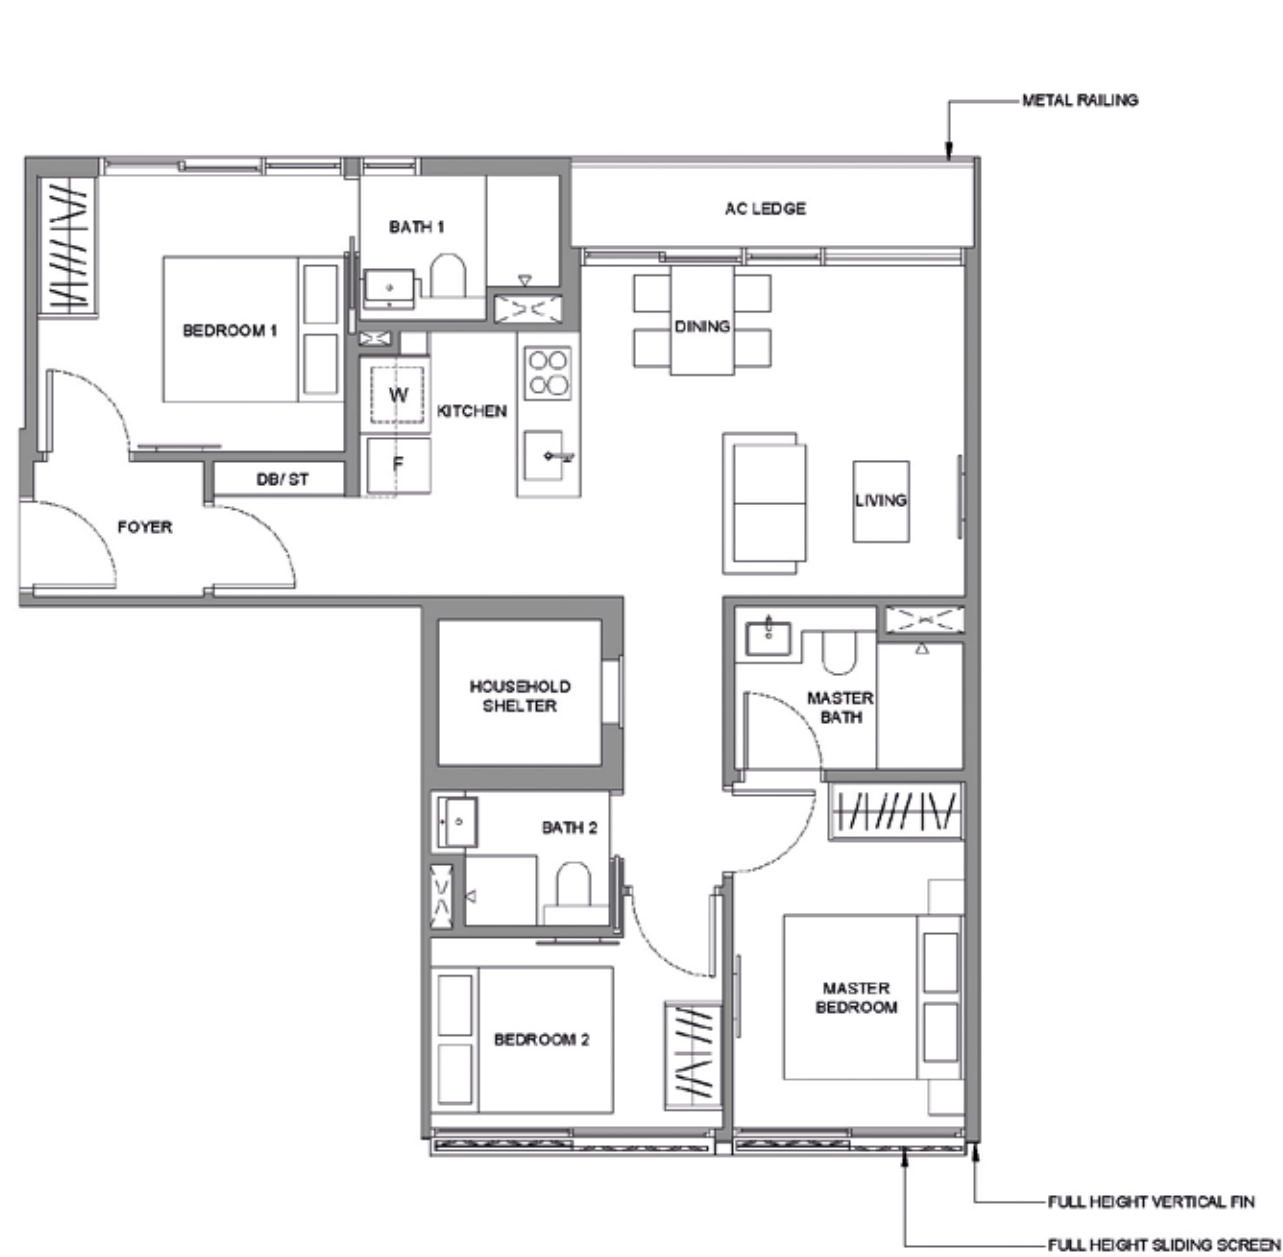 METAL RAILING
AC LEDGE
BATH 1
BEDROOM 1
DINING
W
KITCHEN
F
DB/ ST
LIVING
FOYER
HOUSEHOLD
SHELTER
MASTER
BATH
BATH 2
MASTER
BEDROOM
BEDROOM 2
FULL HEIGHT VERTICAL FIN
FULL HEIGHT SLIDING SCREEN